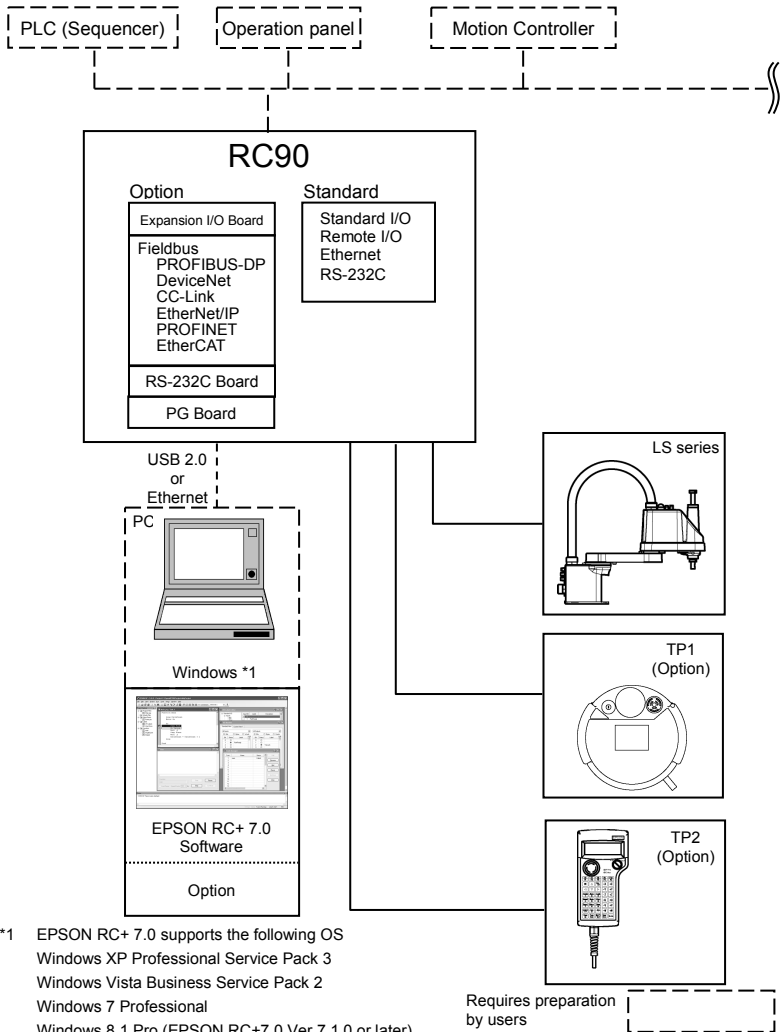 PLC (Sequencer)
Operation panel
Motion Controller
RC90
Option
Expansion I/O Board
Fieldbus
PROFIBUS-DP
DeviceNet
CC-Link
EtherNet/IP
PROFINET
EtherCAT
RS-232C Board
PG Board
Standard
Standard I/O
Remote I/O
Ethernet
RS-232C
USB 2.0
or
Ethernet
PC
Windows *1
EPSON RC+ 7.0
Software
Option
LS series
TP1
(Option)
TP2
(Option)
*1 EPSON RC+ 7.0 supports the following OS
Windows XP Professional Service Pack 3
Windows Vista Business Service Pack 2
Windows 7 Professional
Windows 8.1 Pro (EPSON RC+7.0 Ver.7.1.0 or later)
Requires preparation
by users